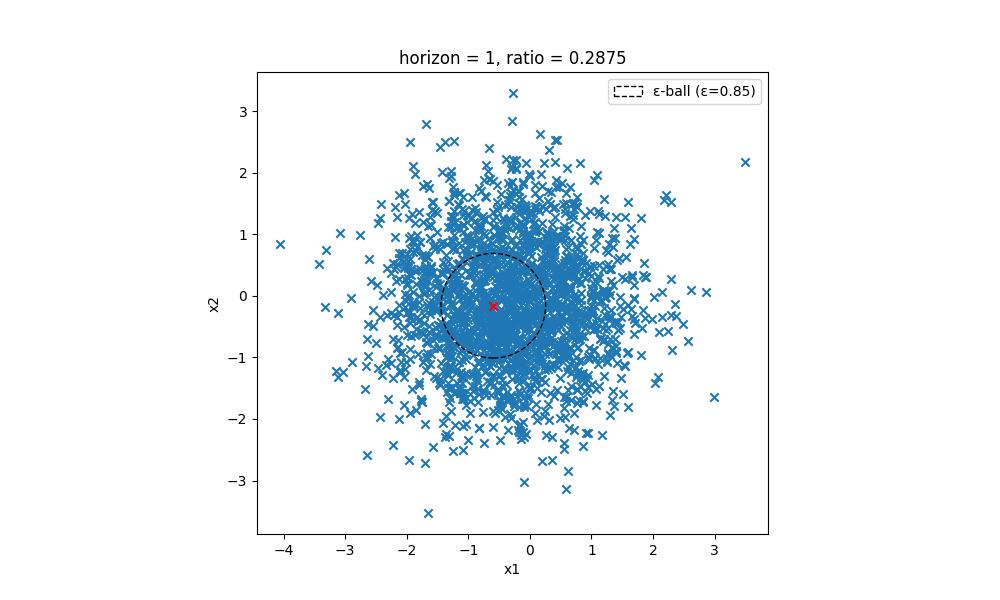 horizon = 1, ratio = 0.2875
ε-ball (ε=0.85)
3
2
1
0
−1
−2
−3
x2
−4 −3 −2 −1 0 1 2 3
x1